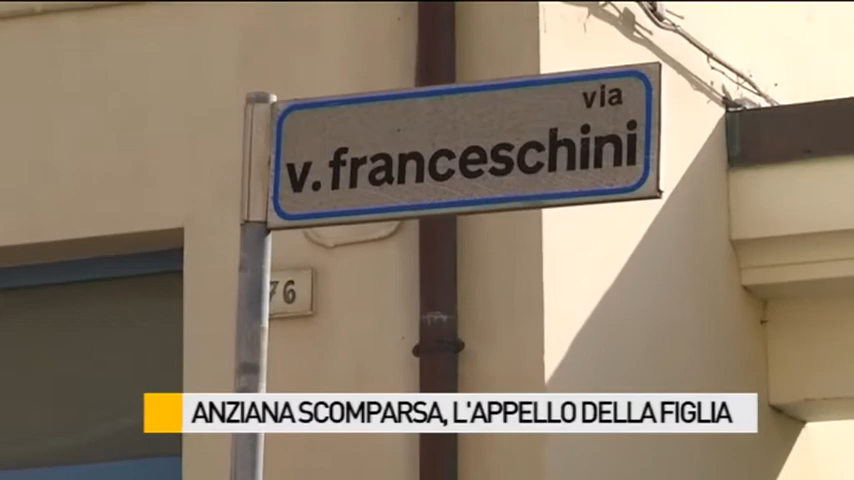 via
v. franceschini
76
ANZIANA SCOMPARSA, L'APPELLO DELLA FIGLIA